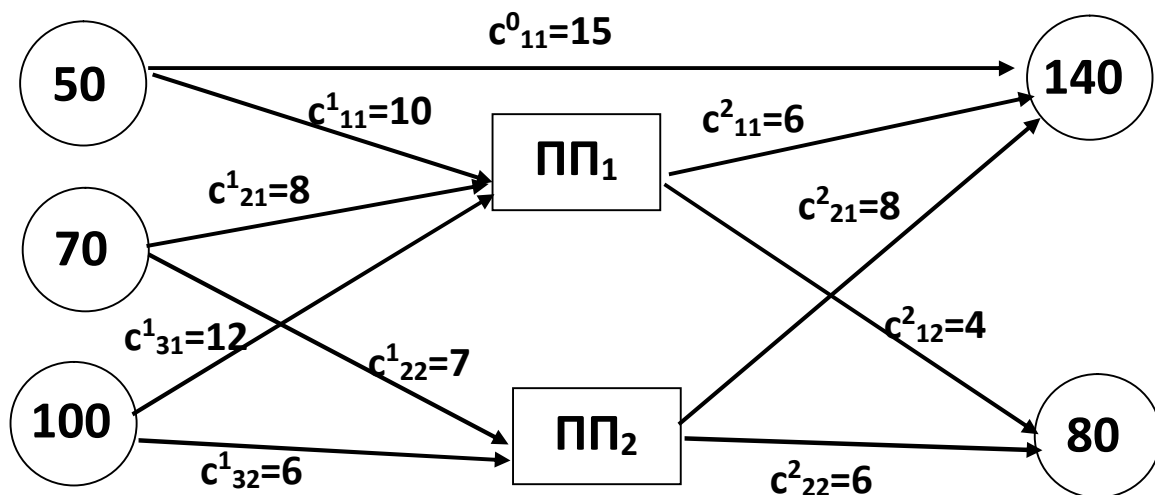 c⁰₁₁=15
50
140
c¹₁₁=10
c²₁₁=6
ПП₁
c¹₂₁=8
c²₂₁=8
70
c¹₃₁=12
c²₁₂=4
c¹₂₂=7
100
ПП₂
80
c¹₃₂=6
c²₂₂=6